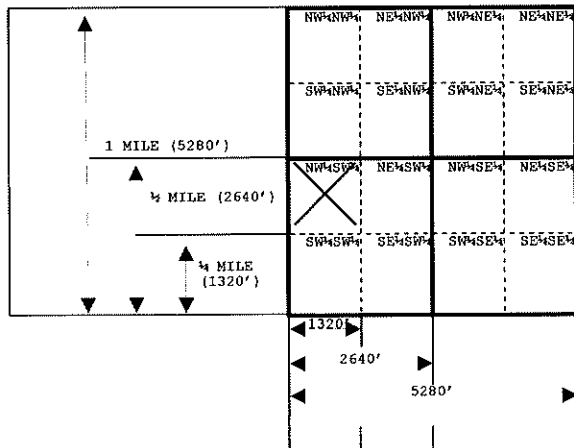 NW¼NW¼ NE¼NW¼ NW¼NE¼ NE¼NE¼
SW¼NW¼ SE¼NW¼ SW¼NE¼ SE¼NE¼
1 MILE (5280')
NW¼SW¼ NE¼SW¼ NW¼SE¼ NE¼SE¼
½ MILE (2640')
SW¼SW¼ SE¼SW¼ SW¼SE¼ SE¼SE¼
¼ MILE
(1320')
1320'
2640'
5280'